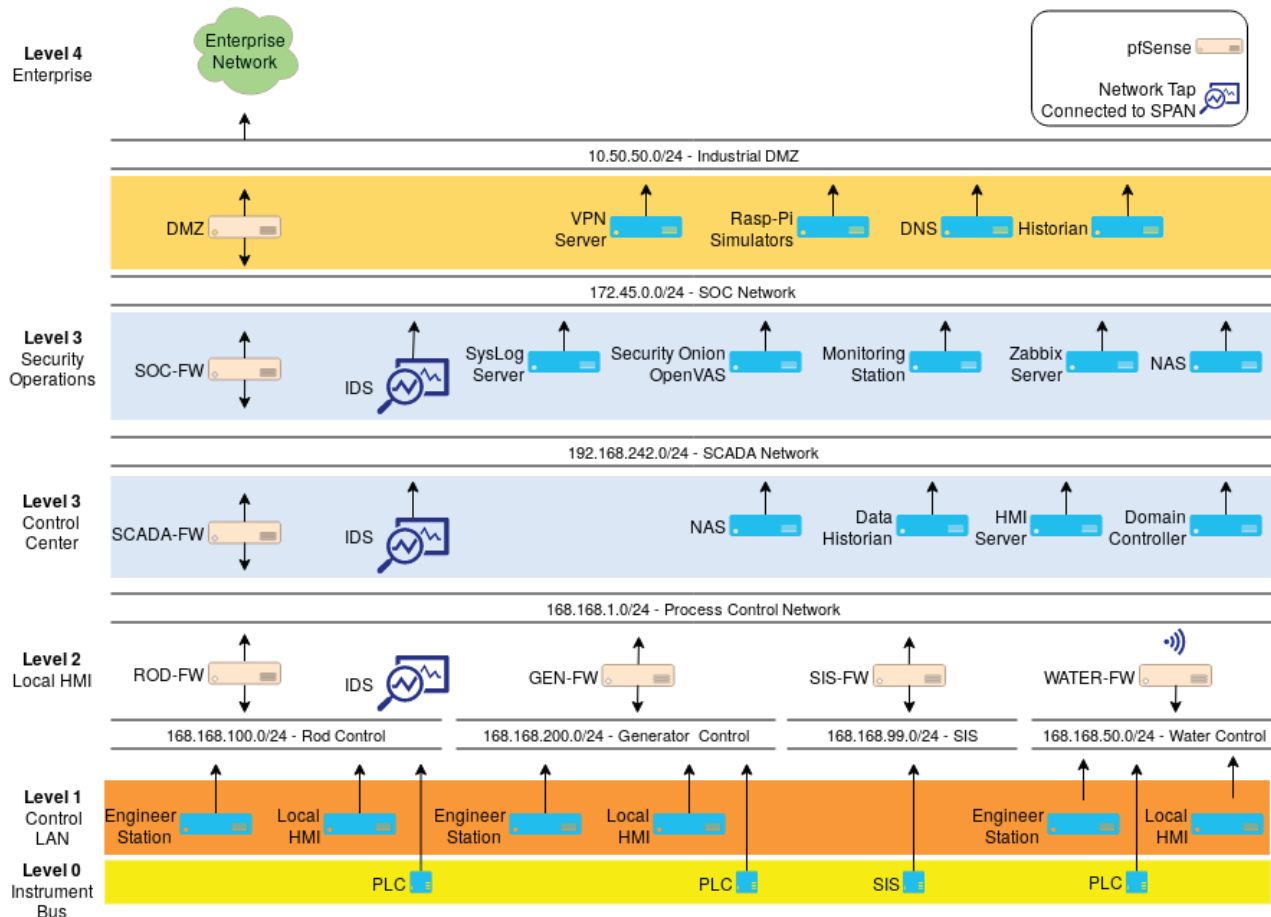 Level 4
Enterprise
Enterprise
Network
pfSense
Network Tap
Connected to SPAN
10.50.50.0/24 - Industrial DMZ
DMZ
VPN
Server
Rasp-Pi
Simulators
DNS
Historian
172.45.0.0/24 - SOC Network
Level 3
Security
Operations
SOC-FW
IDS
SysLog
Server
Security Onion
OpenVAS
Monitoring
Station
Zabbix
Server
NAS
192.168.242.0/24 - SCADA Network
Level 3
Control
Center
SCADA-FW
IDS
NAS
Data
Historian
HMI
Server
Domain
Controller
168.168.1.0/24 - Process Control Network
Level 2
Local HMI
ROD-FW
IDS
GEN-FW
SIS-FW
WATER-FW
168.168.100.0/24 - Rod Control
168.168.200.0/24 - Generator Control
168.168.99.0/24 - SIS
168.168.50.0/24 - Water Control
Level 1
Control
LAN
Engineer
Station
Local
HMI
Engineer
Station
Local
HMI
Engineer
Station
Local
HMI
Level 0
Instrument
Bus
PLC
PLC
SIS
PLC